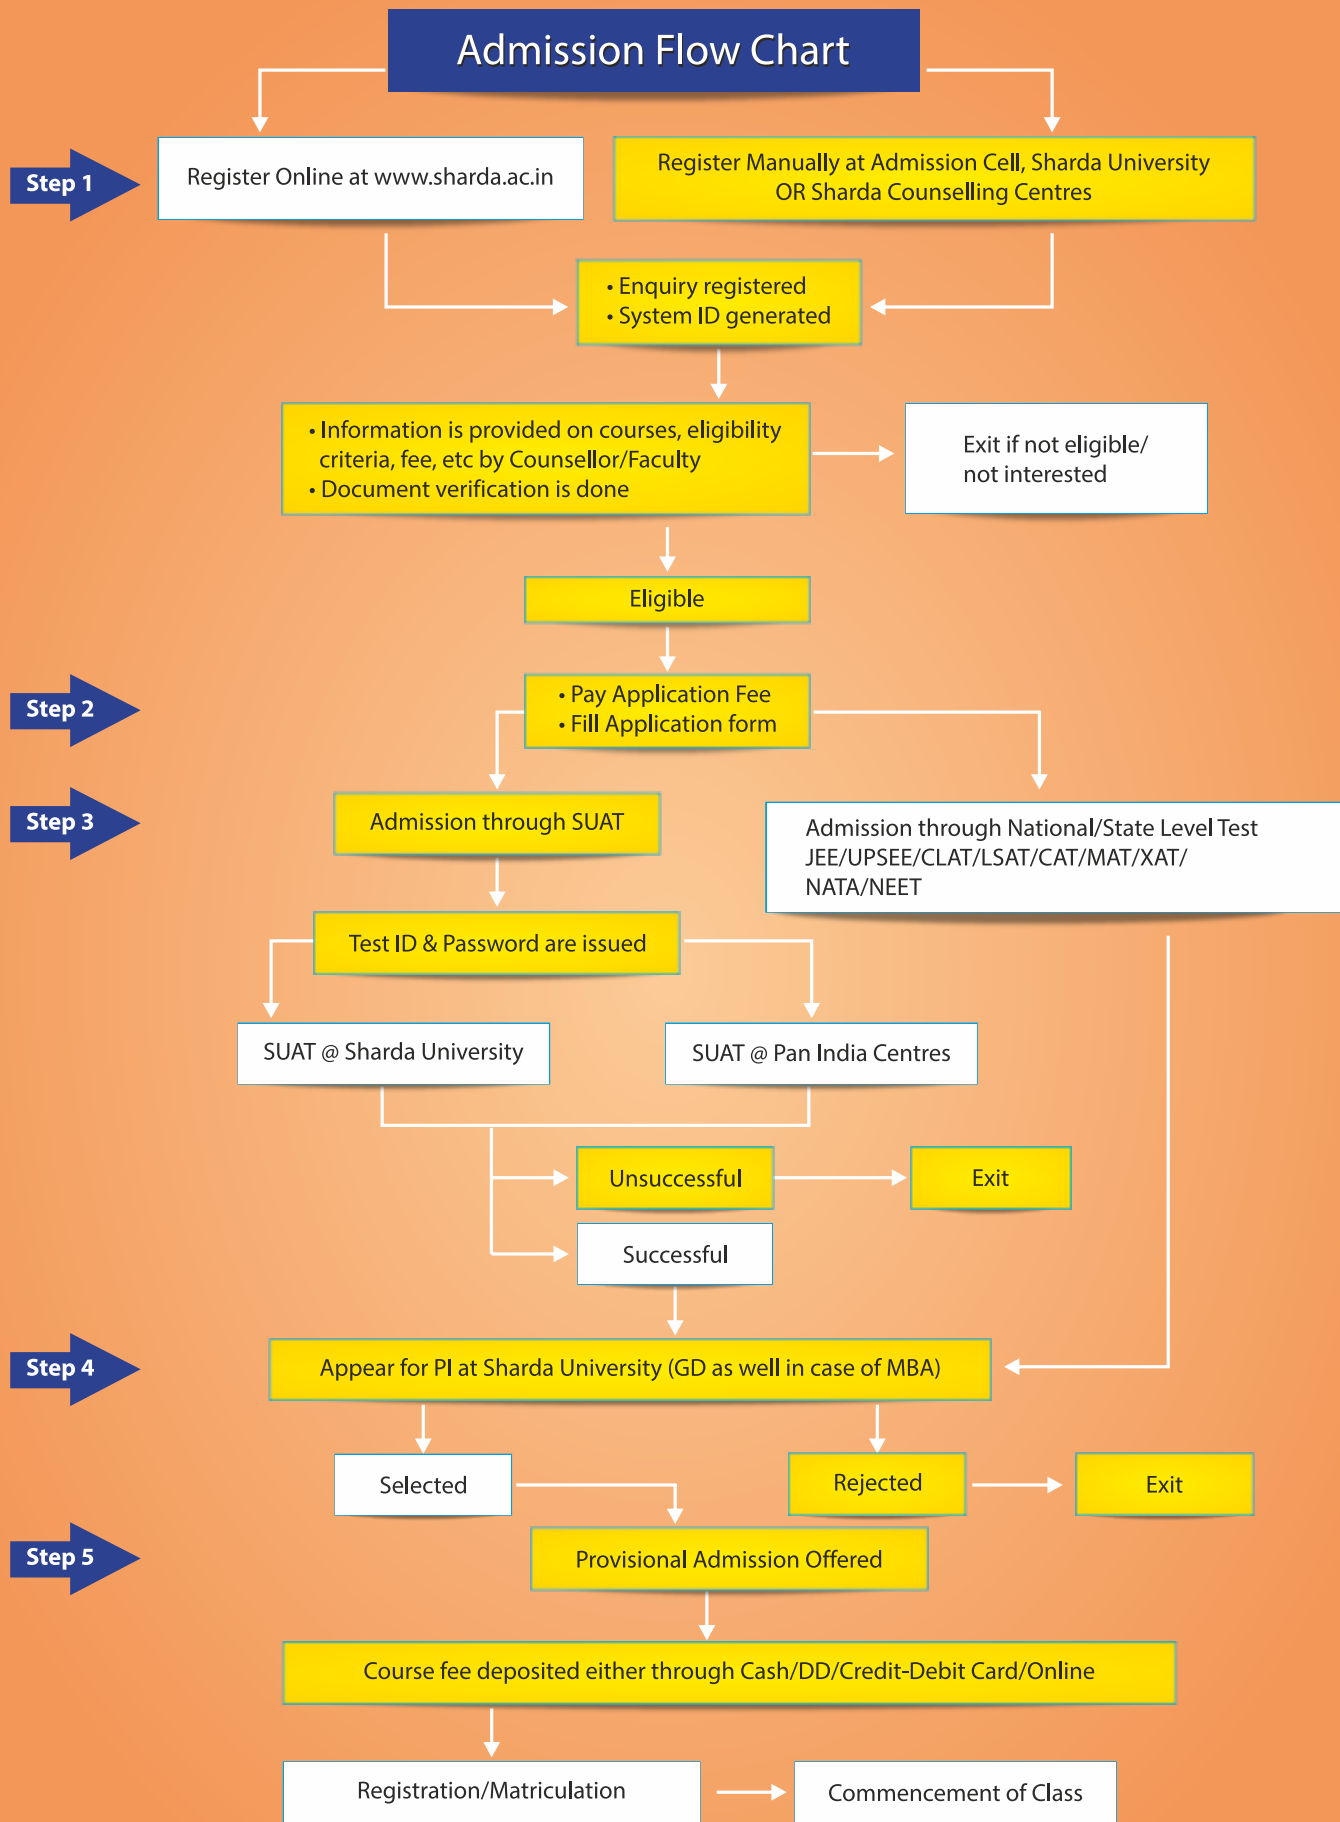 Admission Flow Chart
Step 1
Register Online at www.sharda.ac.in
Register Manually at Admission Cell, Sharda University
OR Sharda Counselling Centres
• Enquiry registered
• System ID generated
• Information is provided on courses, eligibility
criteria, fee, etc by Counsellor/Faculty
• Document verification is done
Exit if not eligible/
not interested
Eligible
Step 2
• Pay Application Fee
• Fill Application form
Step 3
Admission through SUAT
Admission through National/State Level Test
JEE/UPSEE/CLAT/LSAT/CAT/MAT/XAT/
NATA/NEET
Test ID & Password are issued
SUAT @ Sharda University
SUAT @ Pan India Centres
Unsuccessful
Exit
Successful
Step 4
Appear for PI at Sharda University (GD as well in case of MBA)
Selected
Rejected
Exit
Step 5
Provisional Admission Offered
Course fee deposited either through Cash/DD/Credit-Debit Card/Online
Registration/Matriculation
Commencement of Class